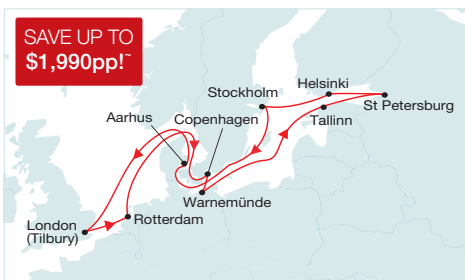 SAVE UP TO
$1,990pp!~
Stockholm
Helsinki
St Petersburg
Tallinn
Aarhus
Copenhagen
Warnemünde
Rotterdam
London
(Tilbury)